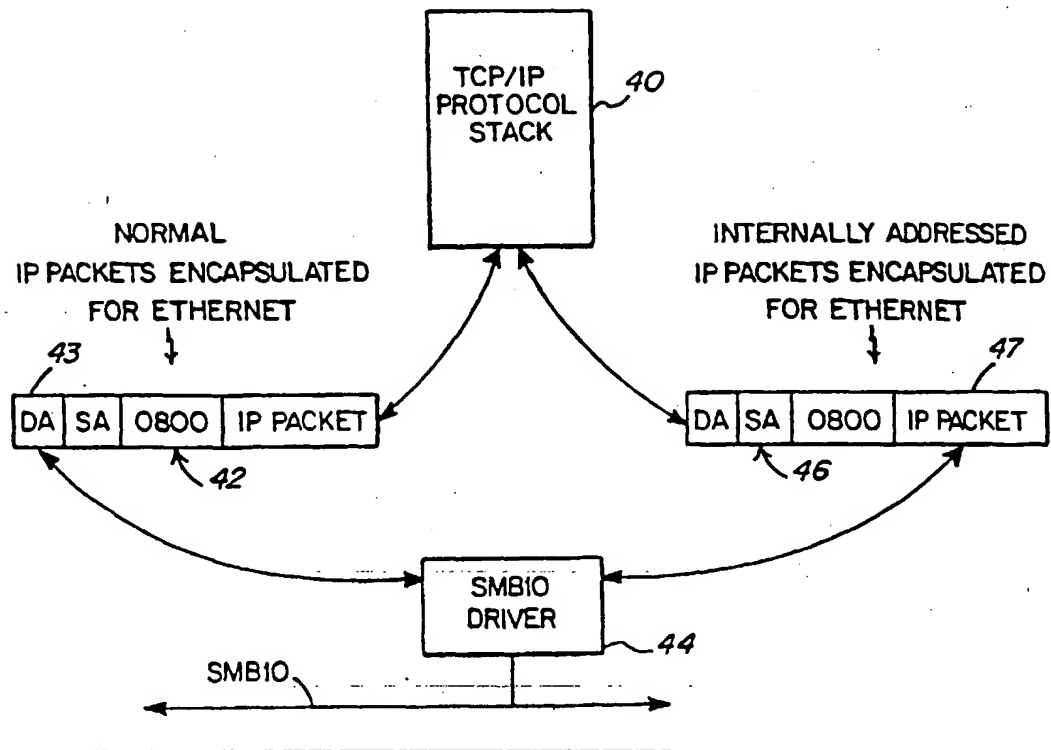 TCP/IP
PROTOCOL
STACK
40
NORMAL
IP PACKETS ENCAPSULATED
FOR ETHERNET
INTERNALLY ADDRESSED
IP PACKETS ENCAPSULATED
FOR ETHERNET
43
47
DA SA 0800 IP PACKET
DA SA 0800 IP PACKET
42
46
SMB10
DRIVER
44
SMB10